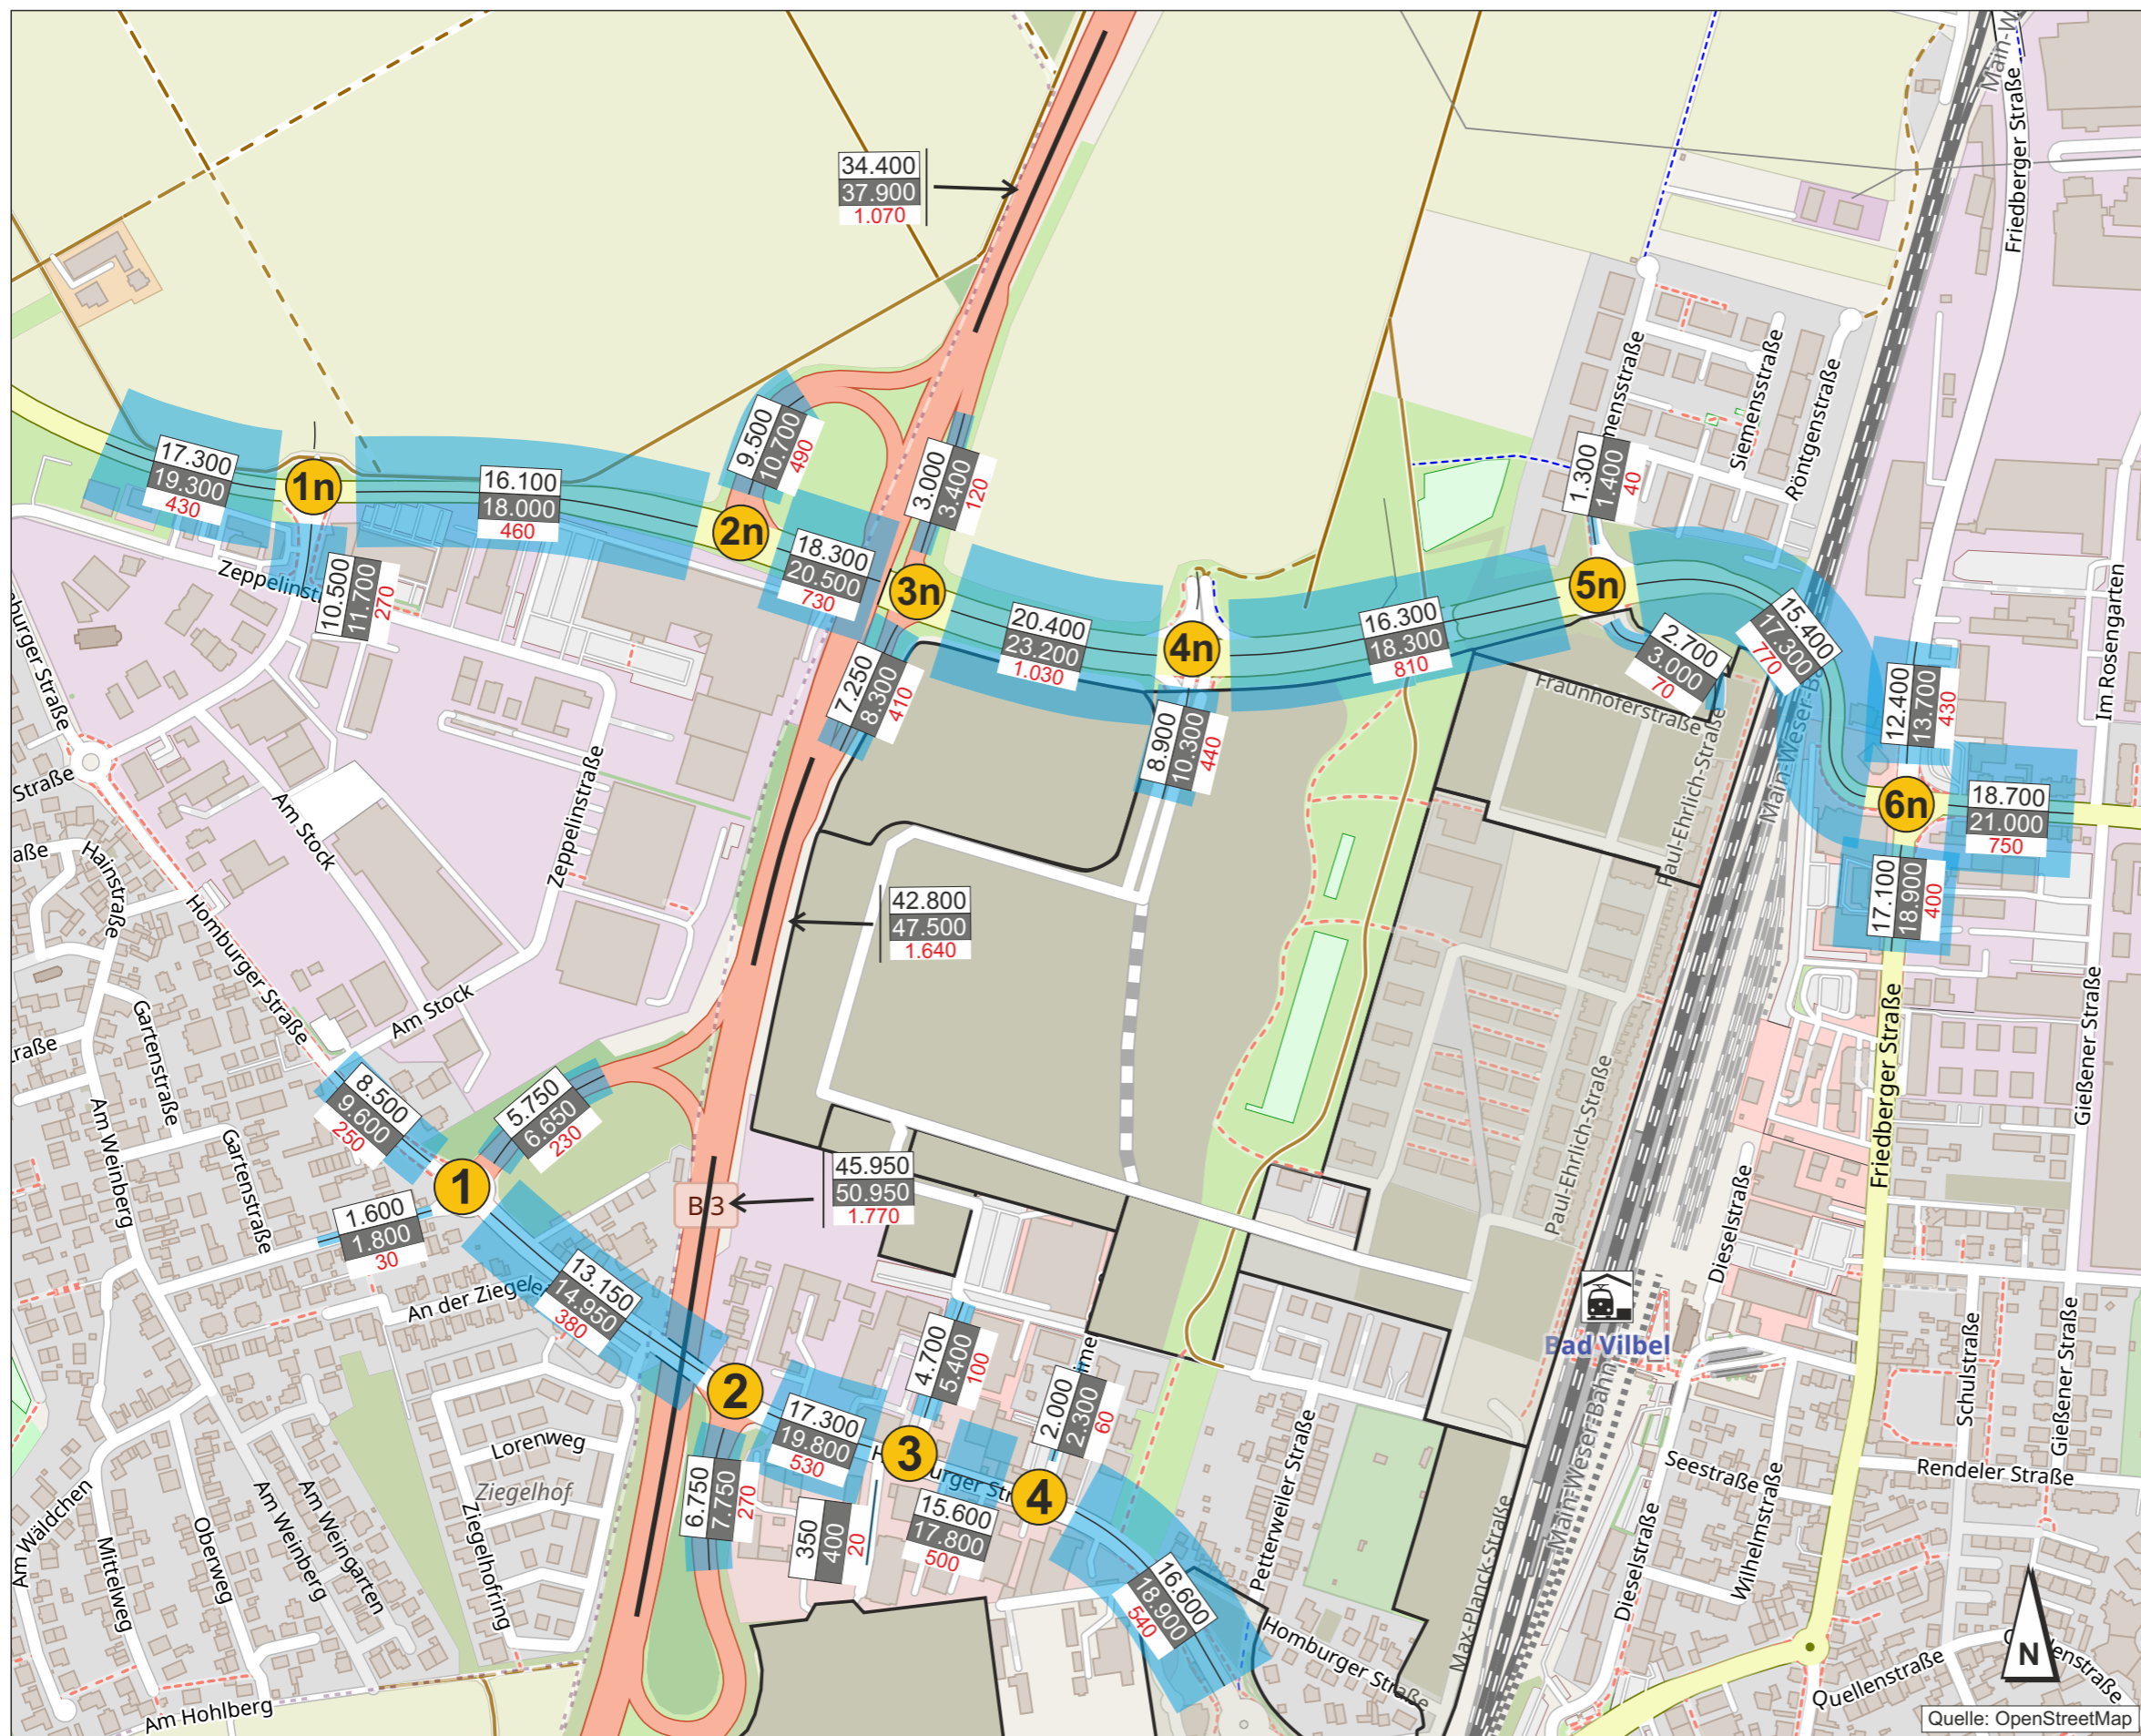 Main-W
Friedberger Straße
34.400
37.900
1.070
17.300
19.300
430
1n
16.100
18.000
460
9.500
10.700
490
2n
3.000
3.400
120
18.300
20.500
730
3n
20.400
23.200
1.030
4n
16.300
18.300
810
1.300
1.400
40
5n
Siemensstraße
Röntgenstraße
2.700
3.000
70
15.400
17.300
770
12.400
13.700
430
Im Rosengarten
10.500
11.700
270
7.250
8.300
410
8.900
10.300
440
Fraunhoferstraße
Paul-Ehrlich-Straße
6n
18.700
21.000
750
17.100
18.900
400
Straße
Am Stock
Zeppelinstraße
Hainstraße
Homburger Straße
42.800
47.500
1.640
Am Stock
Gartenstraße
Friedberger Straße
Gießener Straße
8.500
9.600
250
5.750
6.650
230
Am Weinberg
Gartenstraße
1
1.600
1.800
30
45.950
50.950
1.770
B 3
Paul-Ehrlich-Straße
Dieselstraße
An der Ziegele
13.150
14.950
380
Bad Vilbel
4.700
5.400
100
2
17.300
19.800
530
3
2.000
2.300
60
Lorenweg
Ziegelhof
6.750
7.750
270
350
400
20
15.600
17.800
500
4
16.600
18.900
540
Petterweiler Straße
Homburger Straße
Max-Planck-Straße
Main-Weser-Bahn
Seestraße
Rendeler Straße
Schulstraße
Gießener Straße
Wilhelmstraße
Dieselstraße
Am Wäldchen
Mittelweg
Oberweg
Am Weinberg
Am Weingarten
Ziegelhofring
Am Hohlberg
Quellenstraße
N
Quelle: OpenStreetMap